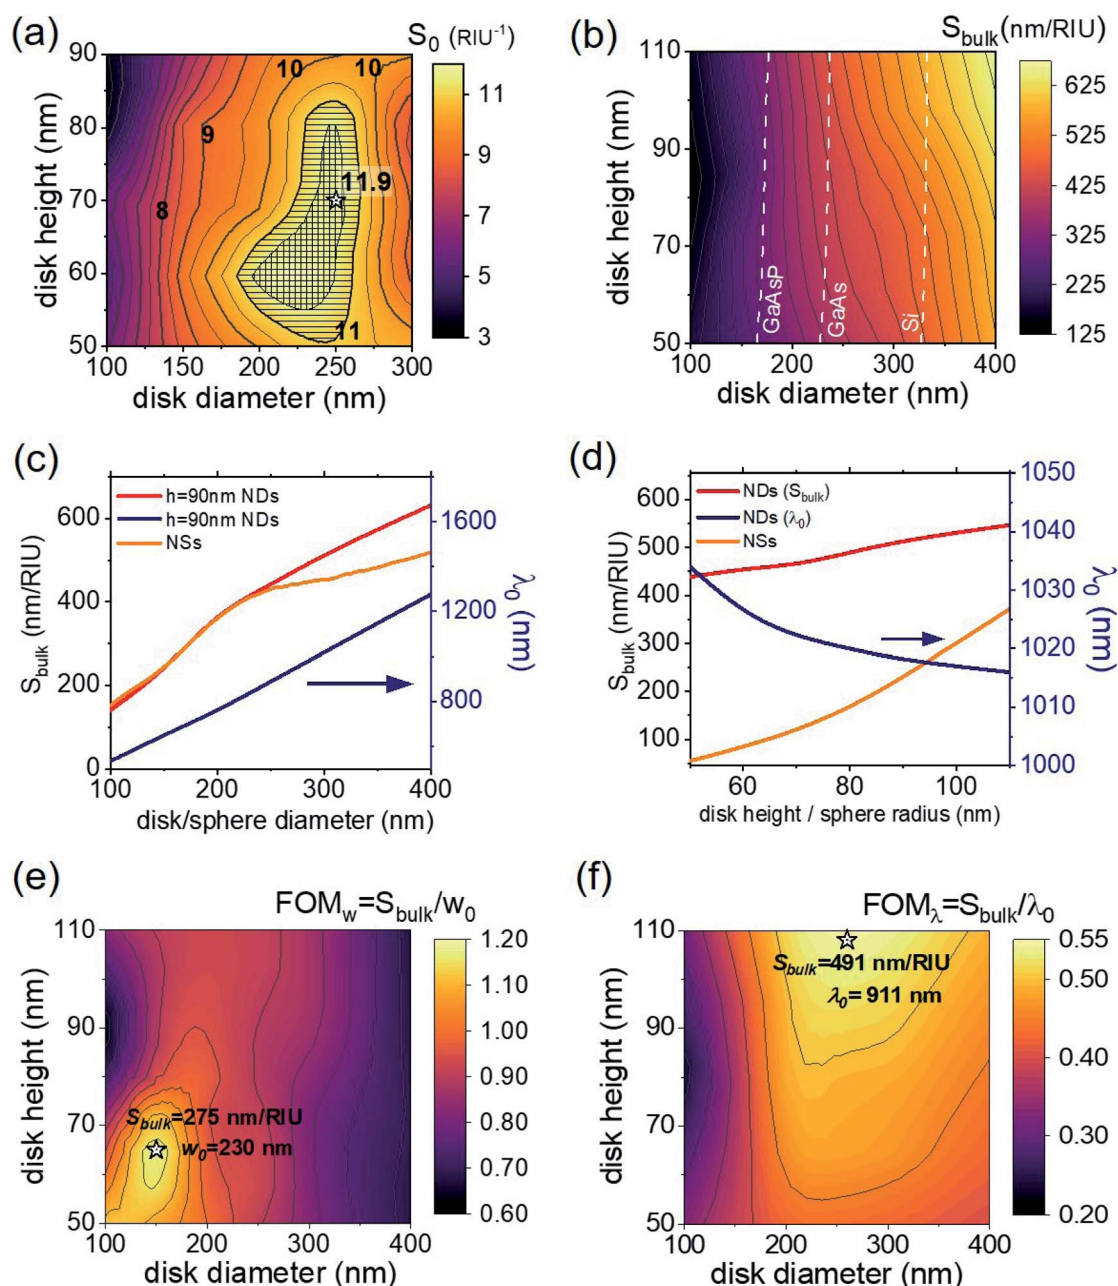 (a)
S0 (RIU-1)
90
80
70
60
50
disk height (nm)
10
10
9
8
11.9
11
100 150 200 250 300
disk diameter (nm)
11
9
7
5
3
(b)
Sbulk(nm/RIU)
110
90
70
50
disk height (nm)
GaAsP
GaAs
Si
100 200 300 400
disk diameter (nm)
625
525
425
325
225
125
(c)
Sbulk (nm/RIU)
600
400
200
0
h=90nm NDs
h=90nm NDs
NSs
1600
1200
800
λ0 (nm)
100 200 300 400
disk/sphere diameter (nm)
(d)
Sbulk (nm/RIU)
600
550
450
300
250
150
100
NDs (Sbulk)
NDs (λ0)
NSs
1050
1040
1030
1020
1010
1000
λ0 (nm)
60 80 100
disk height / sphere radius (nm)
(e)
FOMw=Sbulk/w0
110
90
70
50
disk height (nm)
Sbulk=275 nm/RIU
w0=230 nm
100 200 300 400
disk diameter (nm)
1.20
1.10
1.00
0.90
0.80
0.70
0.60
(f)
FOMλ=Sbulk/λ0
110
90
70
50
disk height (nm)
Sbulk=491 nm/RIU
λ0= 911 nm
100 200 300 400
disk diameter (nm)
0.55
0.50
0.40
0.30
0.20